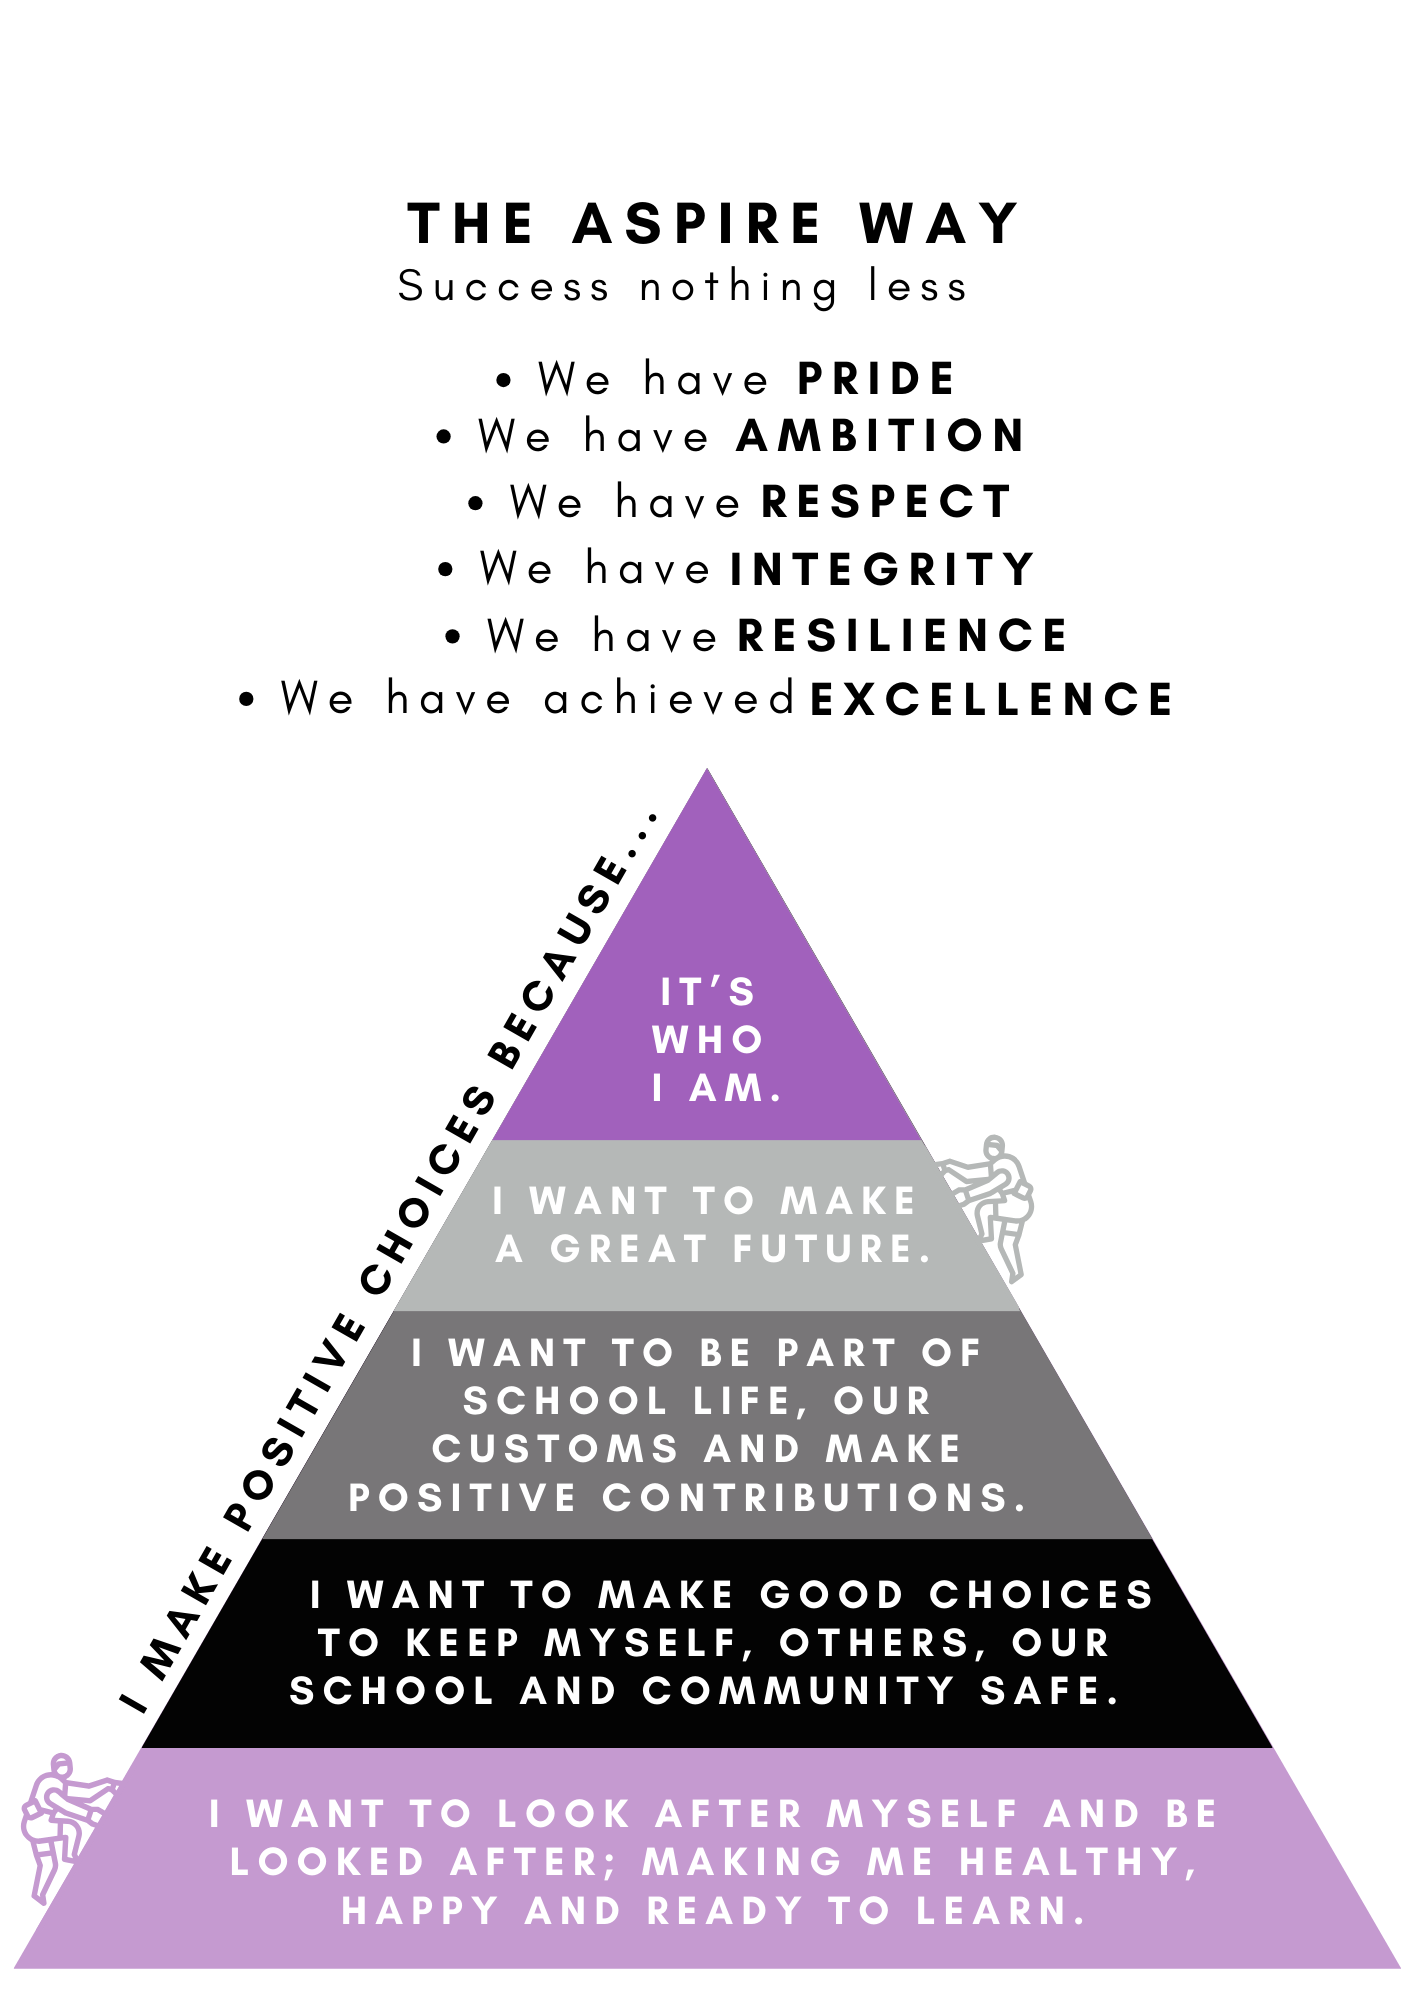 THE ASPIRE WAY
Success nothing less
• We have PRIDE
• We have AMBITION
• We have RESPECT
• We have INTEGRITY
• We have RESILIENCE
• We have achieved EXCELLENCE
I MAKE POSITIVE CHOICES BECAUSE...
IT'S
WHO
I AM.
I WANT TO MAKE
A GREAT FUTURE.
I WANT TO BE PART OF
SCHOOL LIFE, OUR
CUSTOMS AND MAKE
POSITIVE CONTRIBUTIONS.
I WANT TO MAKE GOOD CHOICES
TO KEEP MYSELF, OTHERS, OUR
SCHOOL AND COMMUNITY SAFE.
I WANT TO LOOK AFTER MYSELF AND BE
LOOKED AFTER; MAKING ME HEALTHY,
HAPPY AND READY TO LEARN.